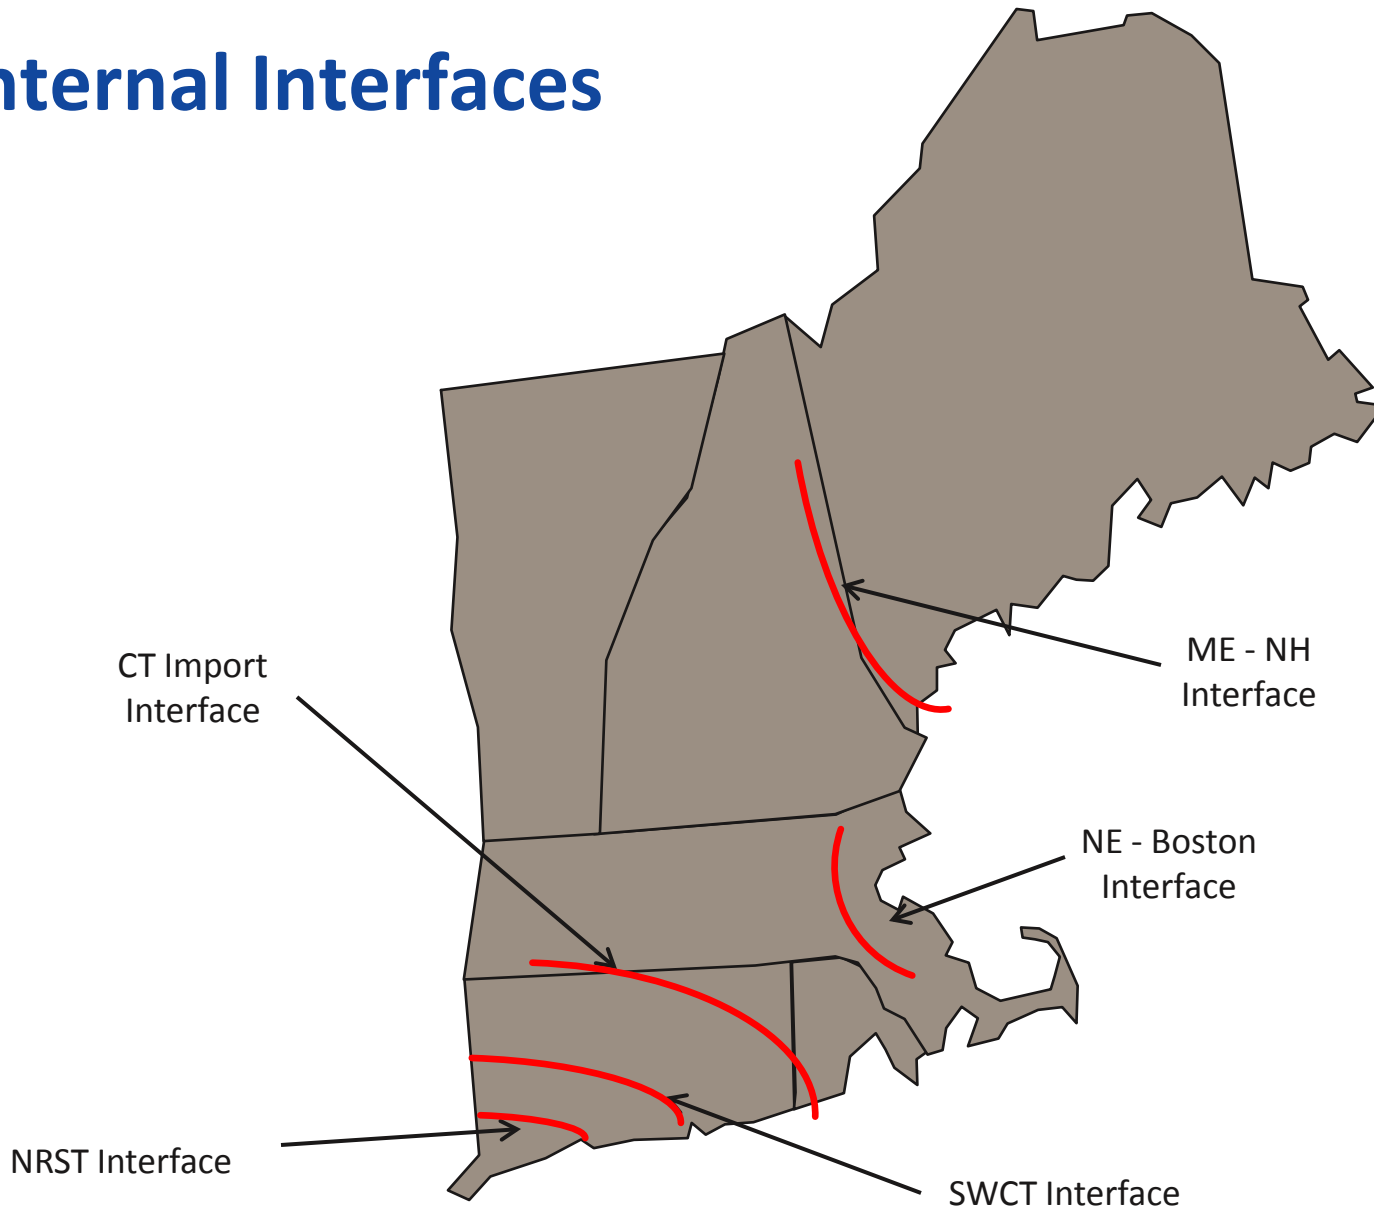 nternal Interfaces
CT Import
Interface
ME - NH
Interface
NE - Boston
Interface
NRST Interface
SWCT Interface